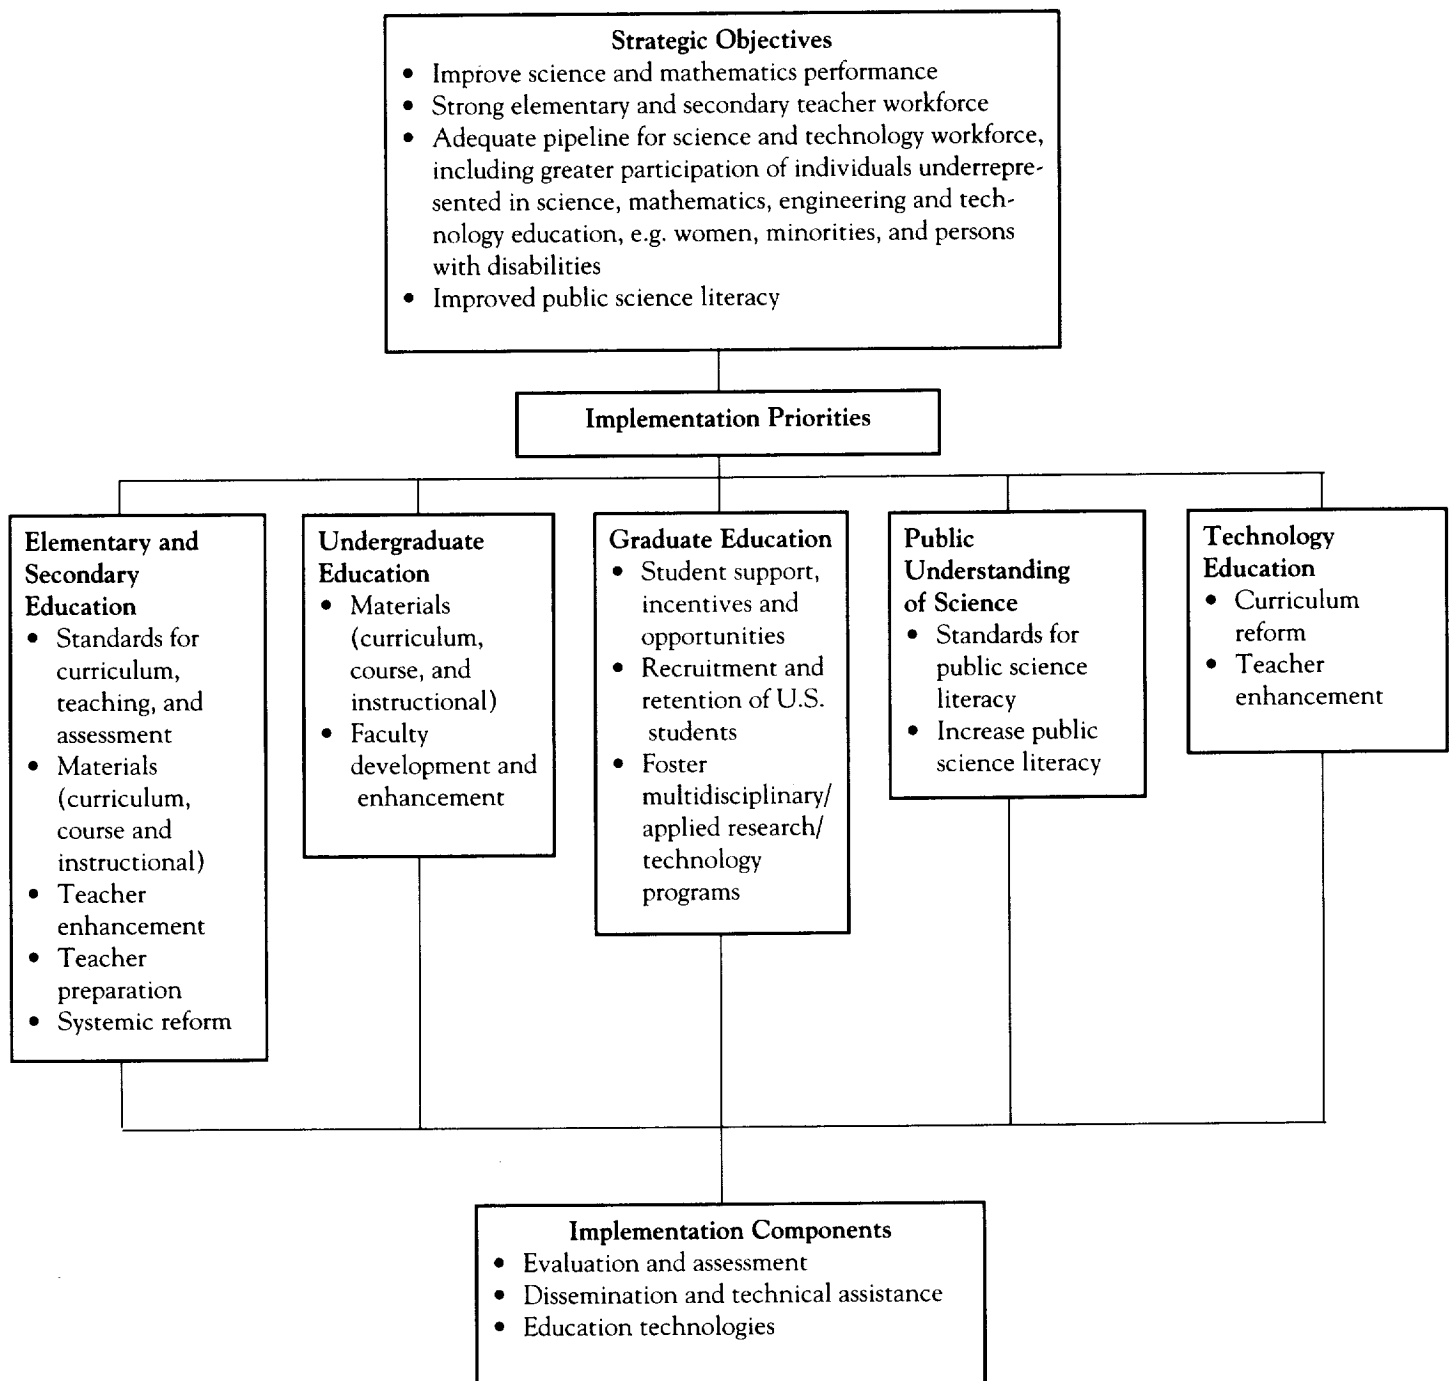 Strategic Objectives
• Improve science and mathematics performance
• Strong elementary and secondary teacher workforce
• Adequate pipeline for science and technology workforce,
including greater participation of individuals underrepre-
sented in science, mathematics, engineering and tech-
nology education, e.g. women, minorities, and persons
with disabilities
• Improved public science literacy
Implementation Priorities
Elementary and
Secondary
Education
• Standards for
curriculum,
teaching, and
assessment
• Materials
(curriculum,
course and
instructional)
• Teacher
enhancement
• Teacher
preparation
• Systemic reform
Undergraduate
Education
• Materials
(curriculum,
course, and
instructional)
• Faculty
development and
enhancement
Graduate Education
• Student support,
incentives and
opportunities
• Recruitment and
retention of U.S.
students
• Foster
multidisciplinary/
applied research/
technology
programs
Public
Understanding
of Science
• Standards for
public science
literacy
• Increase public
science literacy
Technology
Education
• Curriculum
reform
• Teacher
enhancement
Implementation Components
• Evaluation and assessment
• Dissemination and technical assistance
• Education technologies